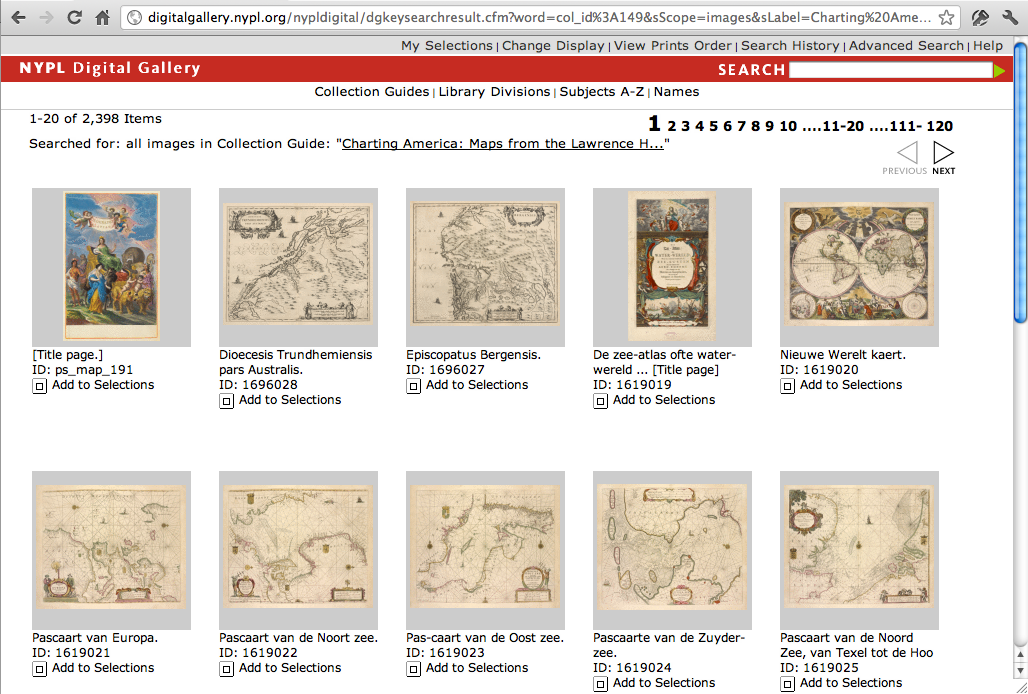 digitalgallery.nypl.org/nypldigital/dgkeysearchresult.cfm?word=col_id%3A149&sScope=images&sLabel=Charting%20Ame...
My Selections | Change Display | View Prints Order | Search History | Advanced Search | Help
NYPL Digital Gallery SEARCH
Collection Guides | Library Divisions | Subjects A-Z | Names
1-20 of 2,398 Items
1 2 3 4 5 6 7 8 9 10 ....11-20 ....111- 120
Searched for: all images in Collection Guide: "Charting America: Maps from the Lawrence H..."
PREVIOUS NEXT
[Title page.]
ID: ps_map_191
Add to Selections
Dioecesis Trundhemiensis
pars Australis.
ID: 1696028
Add to Selections
Episcopatus Bergensis.
ID: 1696027
Add to Selections
De zee-atlas ofte water-
wereld ... [Title page]
ID: 1619019
Add to Selections
Nieuwe Werelt kaert.
ID: 1619020
Add to Selections
Pascaart van Europa.
ID: 1619021
Add to Selections
Pascaart van de Noort zee.
ID: 1619022
Add to Selections
Pas-caart van de Oost zee.
ID: 1619023
Add to Selections
Pascaarte van de Zuyder-
zee.
ID: 1619024
Add to Selections
Pascaart van de Noord
Zee, van Texel tot de Hoo
ID: 1619025
Add to Selections